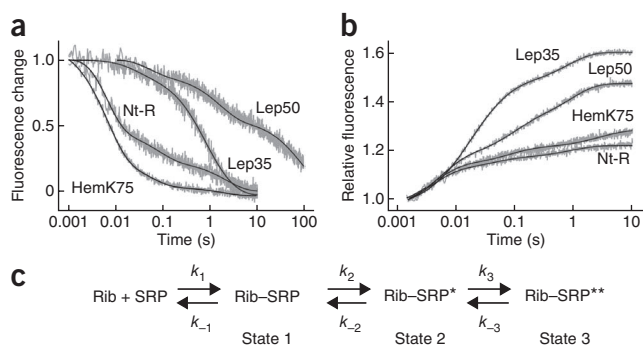 a
Fluorescence change
1.0
0.5
0
Nt-R
HemK75
Lep50
Lep35
0.001 0.01 0.1 1 10 100
Time (s)
b
Relative fluorescence
1.6
1.4
1.2
1.0
Lep35
Lep50
HemK75
Nt-R
0.001 0.01 0.1 1 10
Time (s)
c
k1 k2 k3
Rib + SRP Rib–SRP Rib–SRP* Rib–SRP**
k–1 k–2 k–3
State 1 State 2 State 3